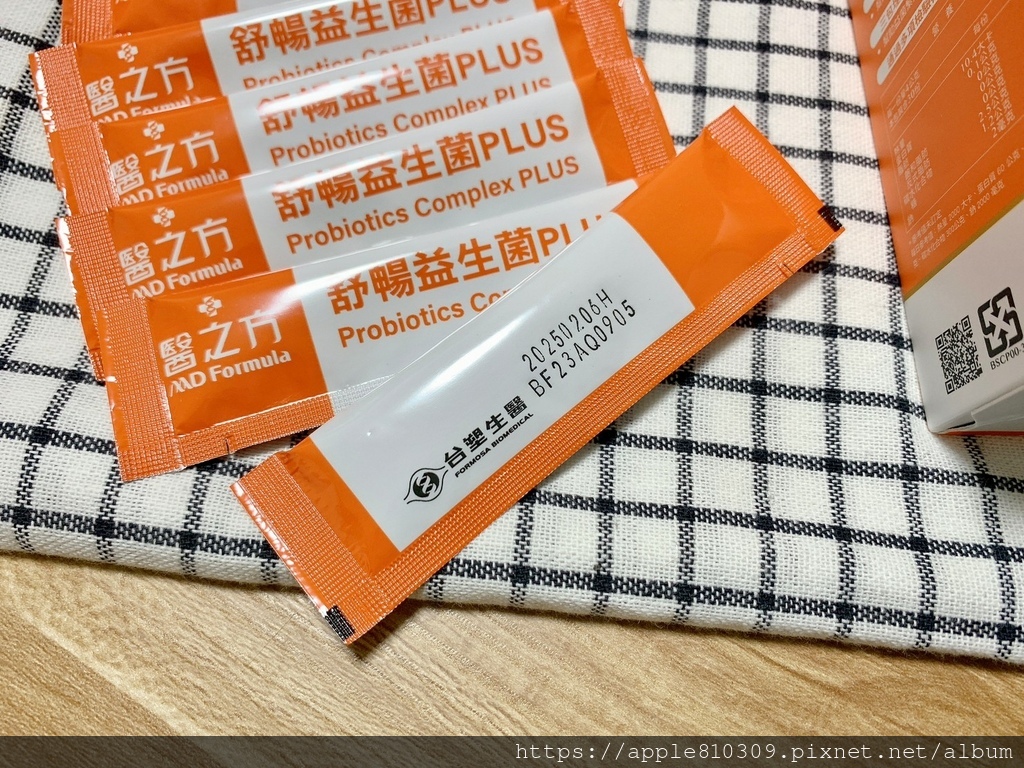 舒暢益生菌PLUS
Probiotics Complex PLUS
醫之方
MD Formula
舒暢益生菌PLUS
Probiotics Complex PLUS
醫之方
MD Formula
舒暢益生菌PLUS
Probiotics Complex PLUS
醫之方
MD Formula
舒暢益生菌PLU
Probiotics Co
醫之方
MD Formula
20250206H
BF23AQ0905
台塑生醫
FORMOSA BIOMEDICAL
BSCP00-
https://apple810309.pixnet.net/album